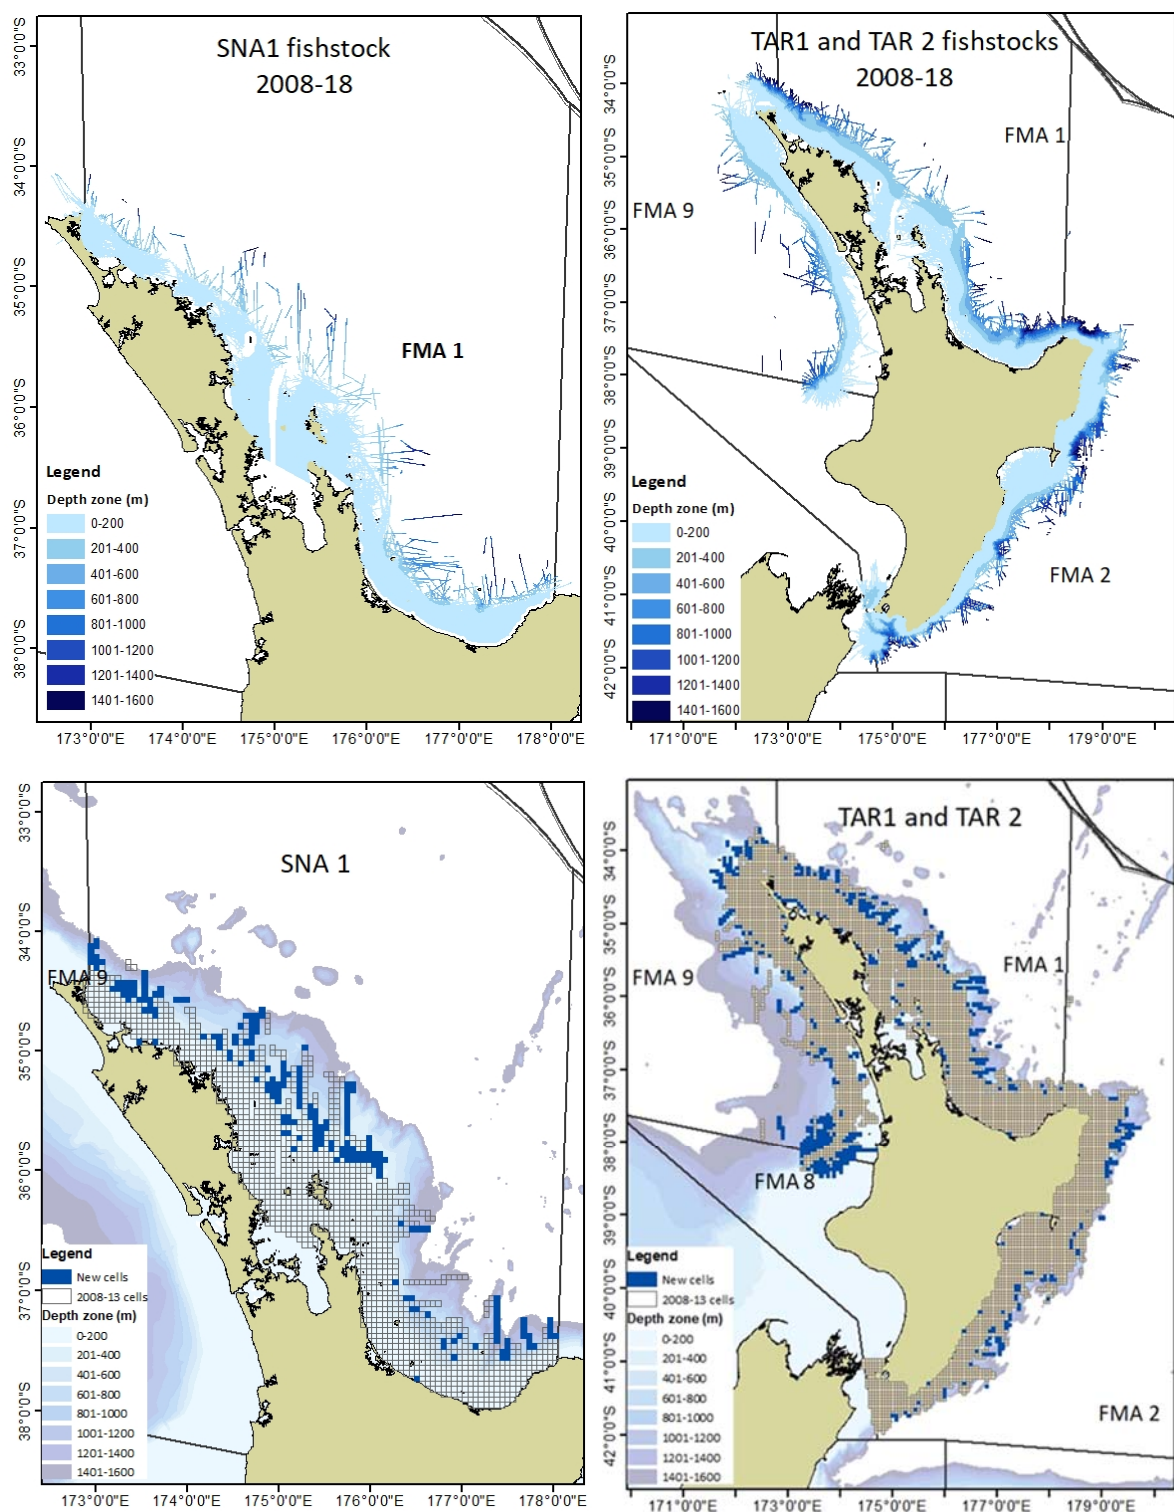 SNA1 fishstock
2008-18
FMA 1
33°0'0"S
34°0'0"S
35°0'0"S
36°0'0"S
37°0'0"S
38°0'0"S
Legend
Depth zone (m)
0-200
201-400
401-600
601-800
801-1000
1001-1200
1201-1400
1401-1600
173°0'0"E 174°0'0"E 175°0'0"E 176°0'0"E 177°0'0"E 178°0'0"E
TAR1 and TAR 2 fishstocks
2008-18
FMA 1
FMA 9
FMA 2
34°0'0"S
35°0'0"S
36°0'0"S
37°0'0"S
38°0'0"S
39°0'0"S
40°0'0"S
41°0'0"S
42°0'0"S
Legend
Depth zone (m)
0-200
201-400
401-600
601-800
801-1000
1001-1200
1201-1400
1401-1600
171°0'0"E 173°0'0"E 175°0'0"E 177°0'0"E 179°0'0"E
SNA 1
FMA 9
33°0'0"S
34°0'0"S
35°0'0"S
36°0'0"S
37°0'0"S
38°0'0"S
Legend
New cells
2008-13 cells
Depth zone (m)
0-200
201-400
401-600
601-800
801-1000
1001-1200
1201-1400
1401-1600
173°0'0"E 174°0'0"E 175°0'0"E 176°0'0"E 177°0'0"E 178°0'0"E
TAR1 and TAR 2
FMA 9
FMA 1
FMA 8
FMA 2
34°0'0"S
35°0'0"S
36°0'0"S
37°0'0"S
38°0'0"S
39°0'0"S
40°0'0"S
41°0'0"S
42°0'0"S
Legend
New cells
2008-13 cells
Depth zone (m)
0-200
201-400
401-600
601-800
801-1000
1001-1200
1201-1400
1401-1600
171°0'0"E 173°0'0"E 175°0'0"E 177°0'0"E 179°0'0"E